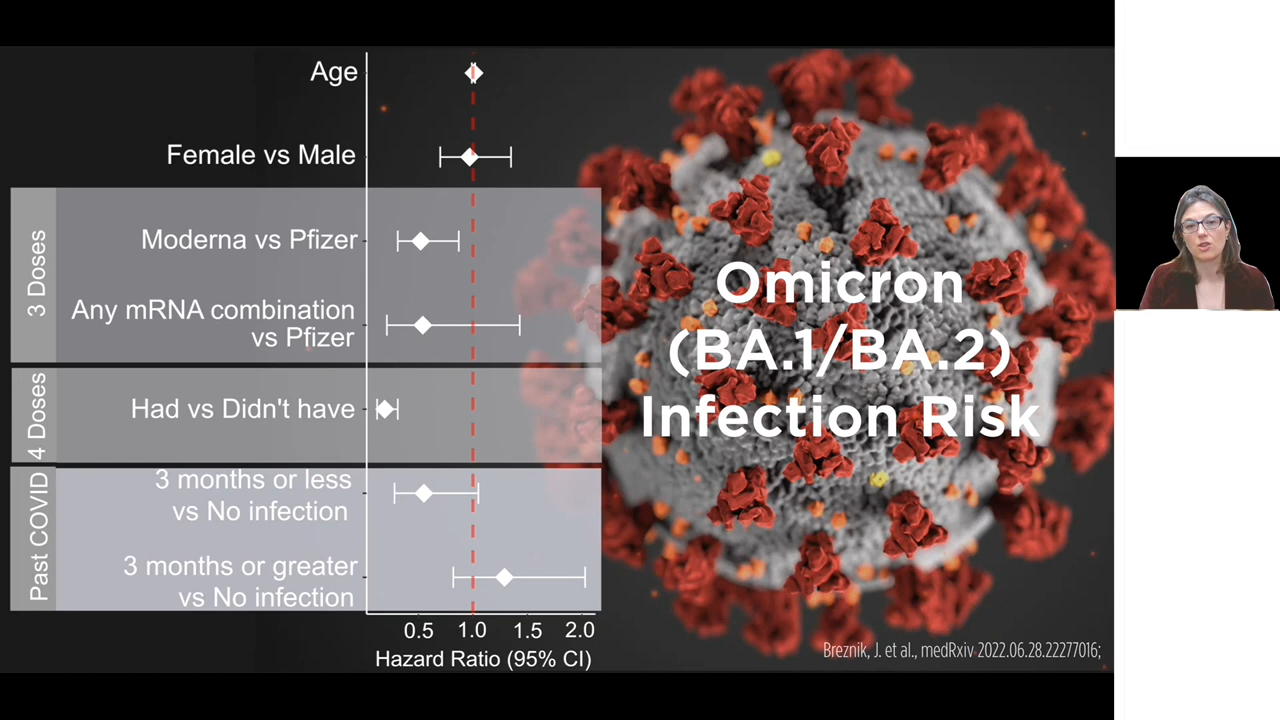 Age
Female vs Male
3 Doses
Moderna vs Pfizer
Any mRNA combination
vs Pfizer
4 Doses
Had vs Didn't have
Past COVID
3 months or less
vs No infection
3 months or greater
vs No infection
0.5 1.0 1.5 2.0
Hazard Ratio (95% CI)
Omicron
(BA.1/BA.2)
Infection Risk
Breznik, J. et al., medRxiv 2022.06.28.22277016;